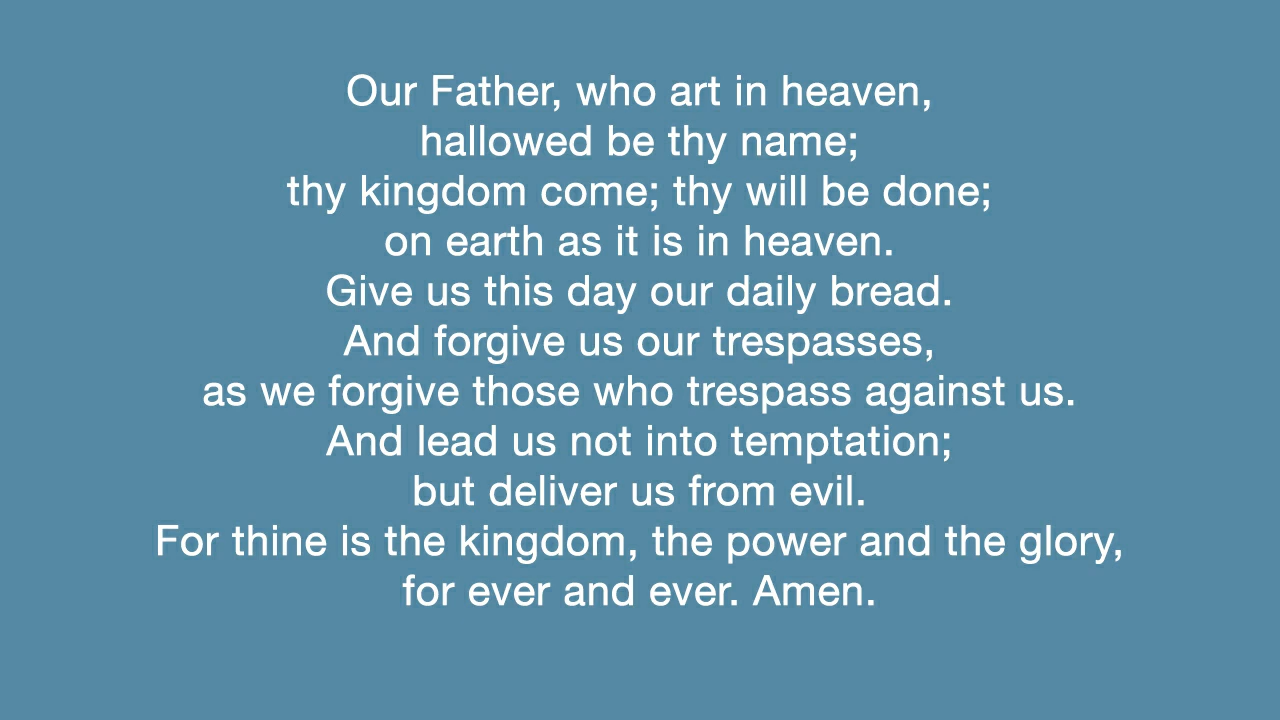 Our Father, who art in heaven,
hallowed be thy name;
thy kingdom come; thy will be done;
on earth as it is in heaven.
Give us this day our daily bread.
And forgive us our trespasses,
as we forgive those who trespass against us.
And lead us not into temptation;
but deliver us from evil.
For thine is the kingdom, the power and the glory,
for ever and ever. Amen.